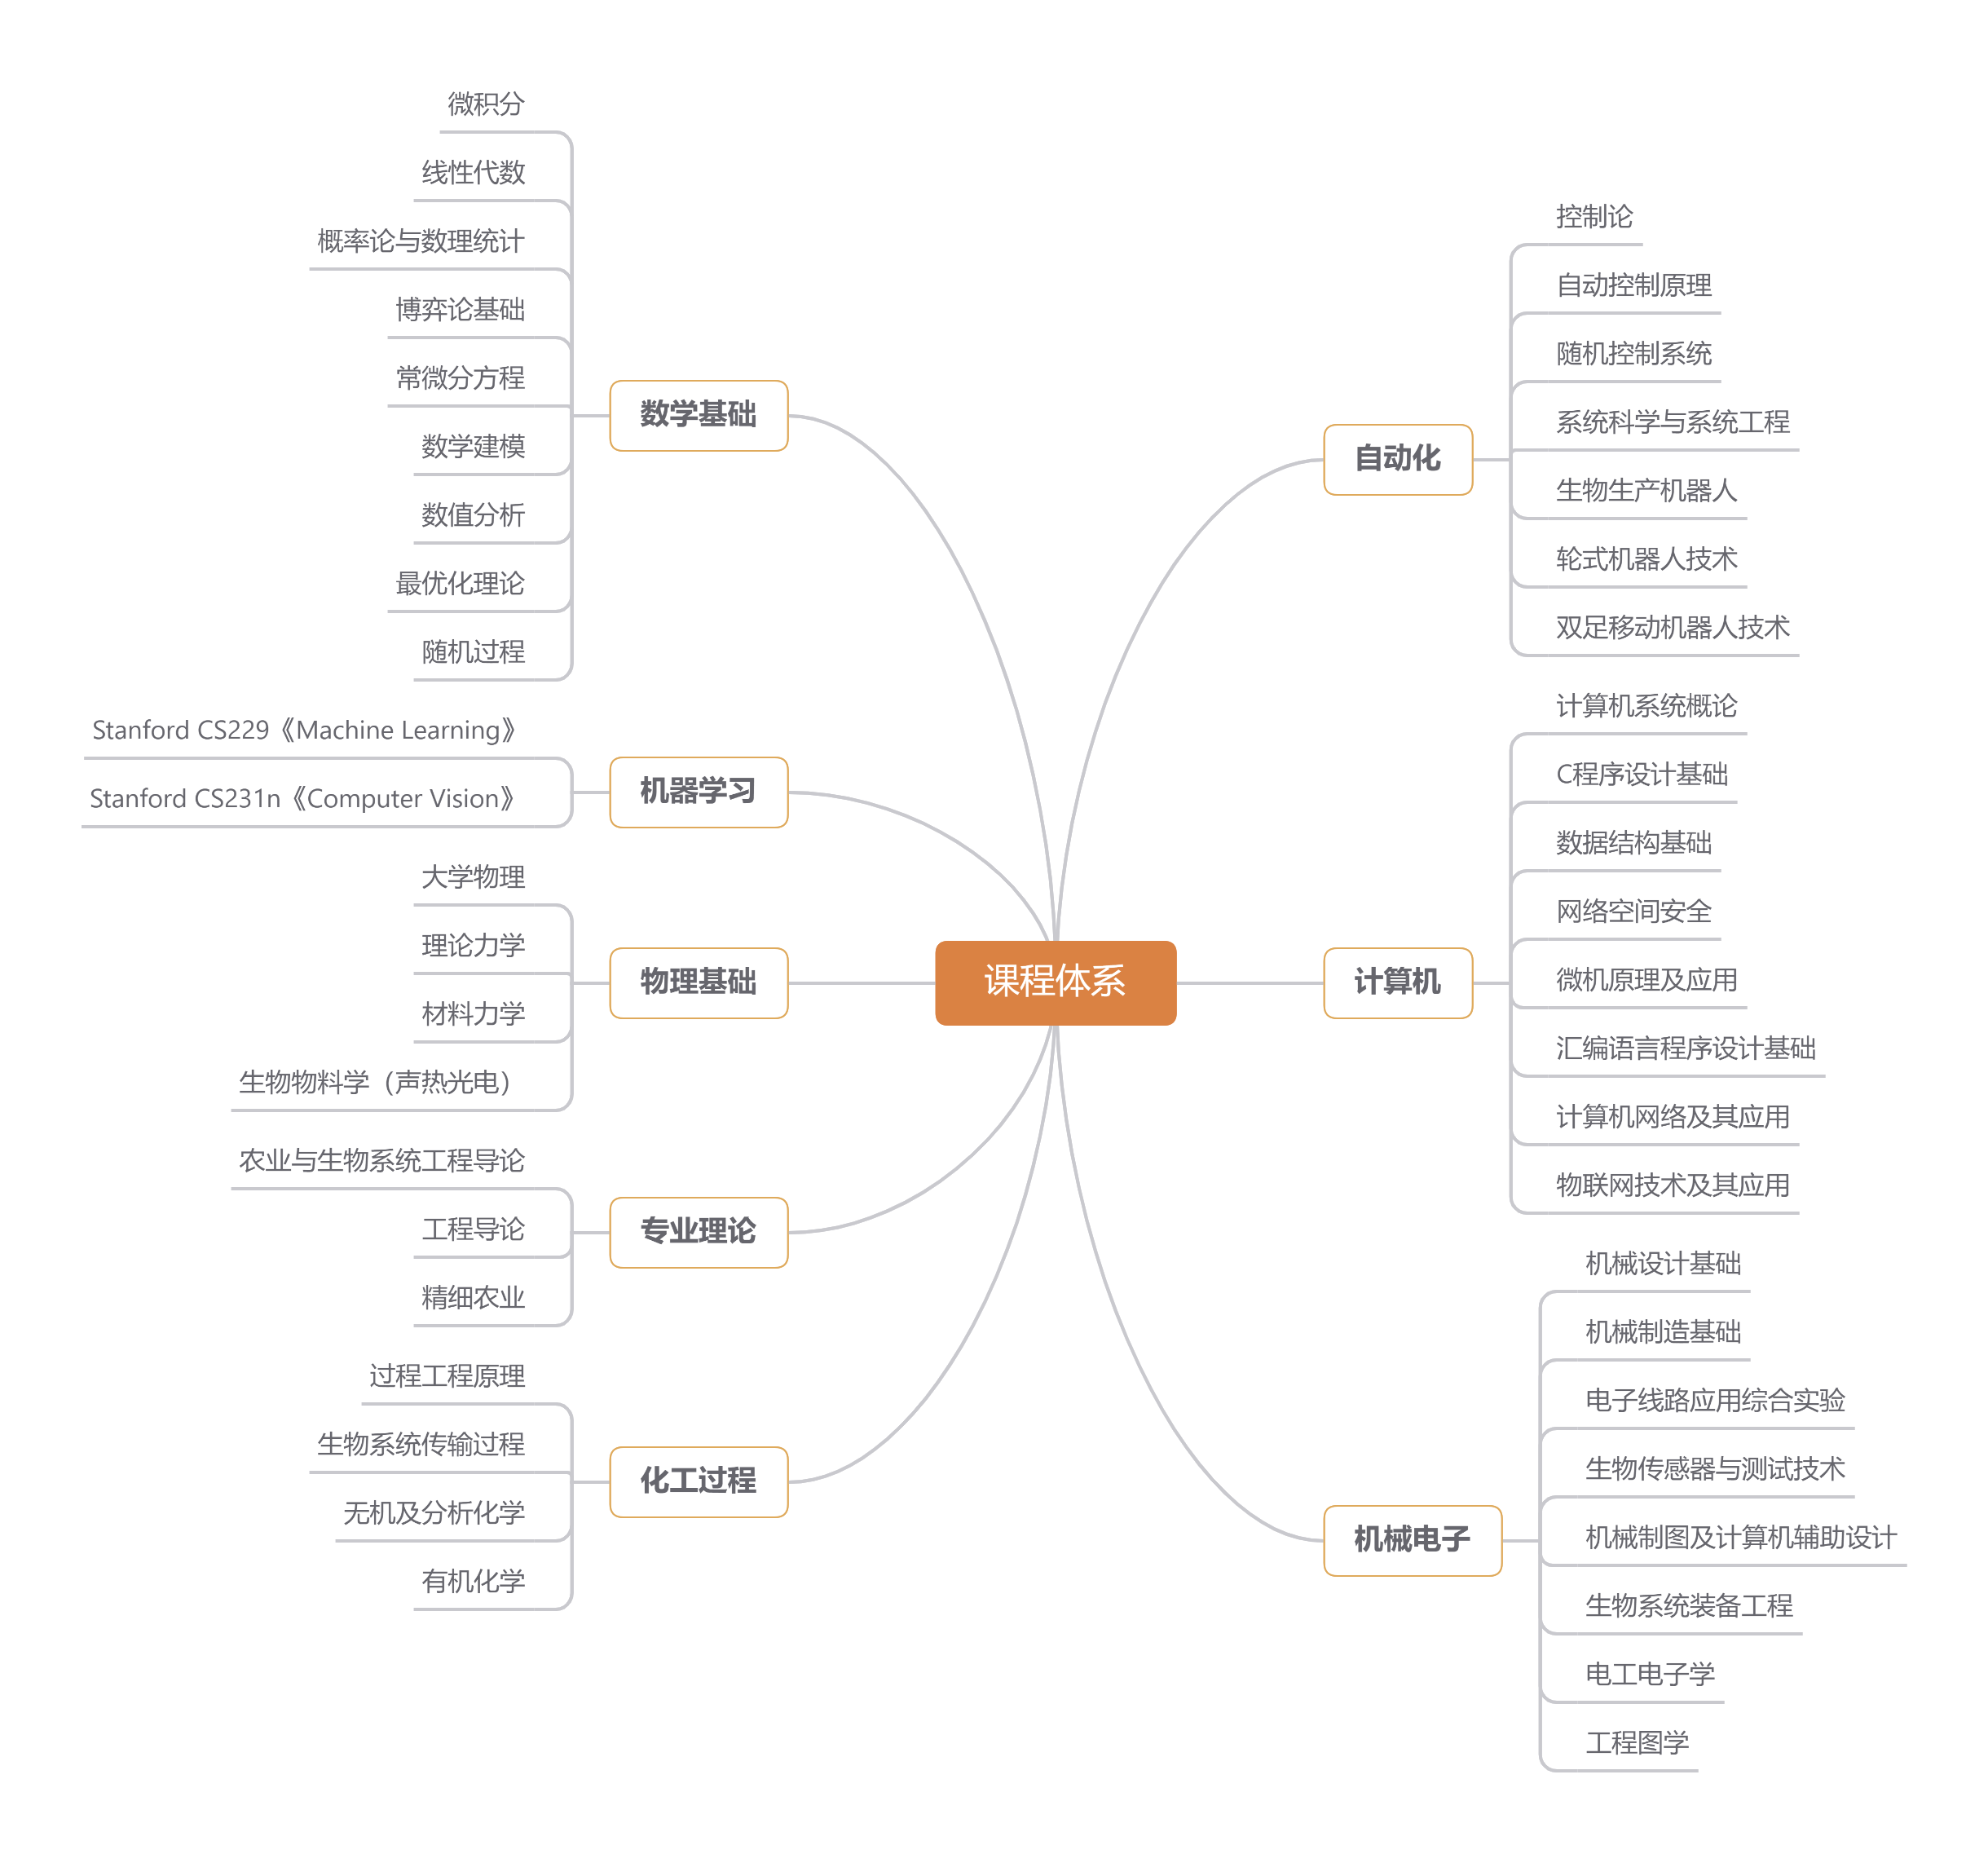 课程体系
数学基础
微积分
线性代数
概率论与数理统计
博弈论基础
常微分方程
数学建模
数值分析
最优化理论
随机过程
机器学习
Stanford CS229《Machine Learning》
Stanford CS231n《Computer Vision》
物理基础
大学物理
理论力学
材料力学
生物物料学（声热光电）
专业理论
农业与生物系统工程导论
工程导论
精细农业
化工过程
过程工程原理
生物系统传输过程
无机及分析化学
有机化学
自动化
控制论
自动控制原理
随机控制系统
系统科学与系统工程
生物生产机器人
轮式机器人技术
双足移动机器人技术
计算机
计算机系统概论
C程序设计基础
数据结构基础
网络空间安全
微机原理及应用
汇编语言程序设计基础
计算机网络及其应用
物联网技术及其应用
机械电子
机械设计基础
机械制造基础
电子线路应用综合实验
生物传感器与测试技术
机械制图及计算机辅助设计
生物系统装备工程
电工电子学
工程图学